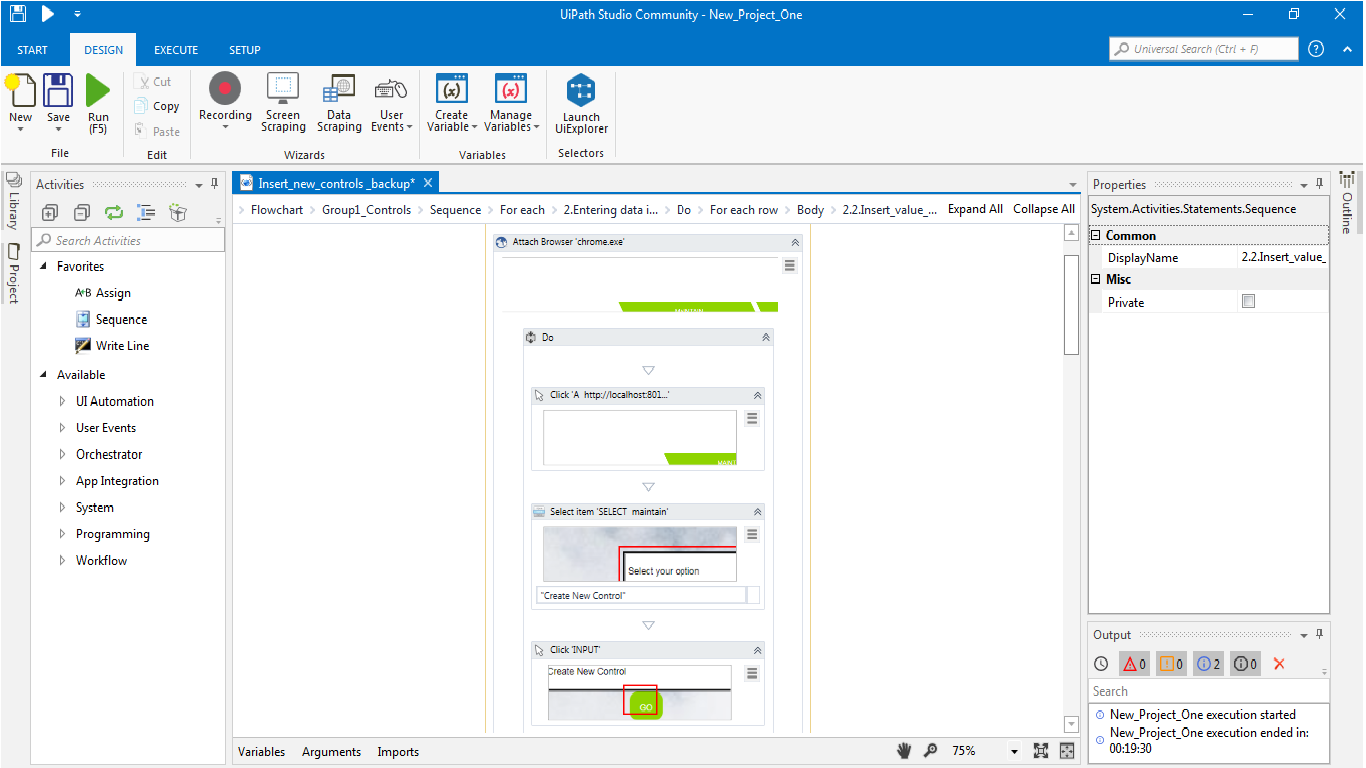 UiPath Studio Community - New_Project_One
START DESIGN EXECUTE SETUP
Universal Search (Ctrl + F)
New
Save
Run
(F5)
File
Cut
Copy
Paste
Edit
Recording
Screen
Scraping
Data
Scraping
User
Events
Wizards
Create
Variable
Manage
Variables
Variables
Launch
UiExplorer
Selectors
Library
Project
Activities
Search Activities
Favorites
A+B Assign
Sequence
Write Line
Available
UI Automation
User Events
Orchestrator
App Integration
System
Programming
Workflow
Insert_new_controls _backup*
Flowchart > Group1_Controls > Sequence > For each > 2.Entering data i... > Do > For each row > Body > 2.2.Insert_value_...
Expand All Collapse All
Attach Browser 'chrome.exe'
MAINTAIN
Do
Click 'A http://localhost:801...'
MAINT
Select item 'SELECT maintain'
Select your option
"Create New Control"
Click 'INPUT'
Create New Control
GO
Variables Arguments Imports
75%
Properties
System.Activities.Statements.Sequence
Common
DisplayName 2.2.Insert_value_
Misc
Private
Outline
Output
0 0 2 0
Search
New_Project_One execution started
New_Project_One execution ended in:
00:19:30